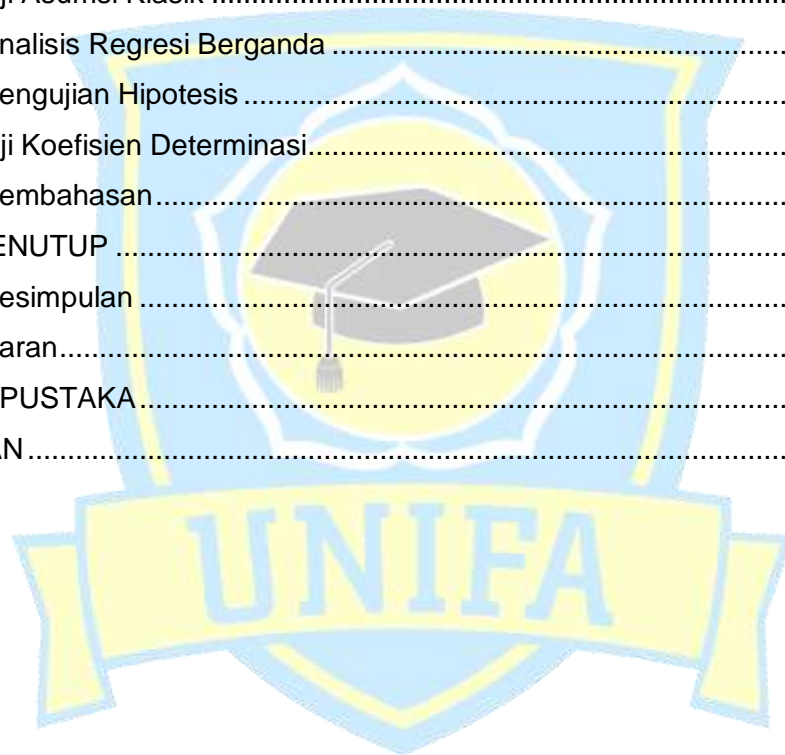 ji Asumsi Klasik ................................................................
nalisis Regresi Berganda .........................................................
engujian Hipotesis ...............................................................
ji Koefisien Determinasi..........................................................
embahasan.........................................................................
ENUTUP ...........................................................................
esimpulan ........................................................................
aran..............................................................................
PUSTAKA...........................................................................
AN................................................................................
UNIFA